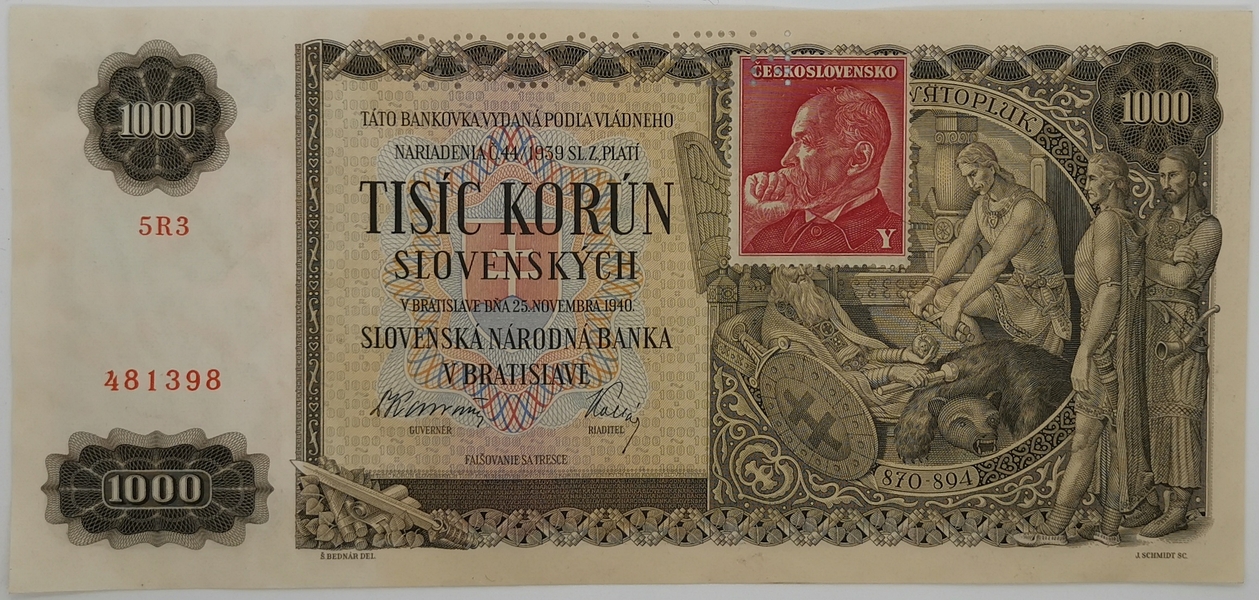 1000
5R3
481398
1000
TÁTO BANKOVKA VYDANÁ PODĽA VLÁDNEHO
NARIADENIA Č. 44/1939 SL. Z. PLATÍ
TISÍC KORÚN
SLOVENSKÝCH
V BRATISLAVE DŇA 25. NOVEMBRA 1940.
SLOVENSKÁ NÁRODNÁ BANKA
V BRATISLAVE
GUVERNÉR
RIADITEĽ
FALŠOVANIE SA TRESCE
Š BEDNÁR DEL.
ČESKOSLOVENSKO
Y
VÄTOPLUK
1000
870-894
J. SCHMIDT SC.